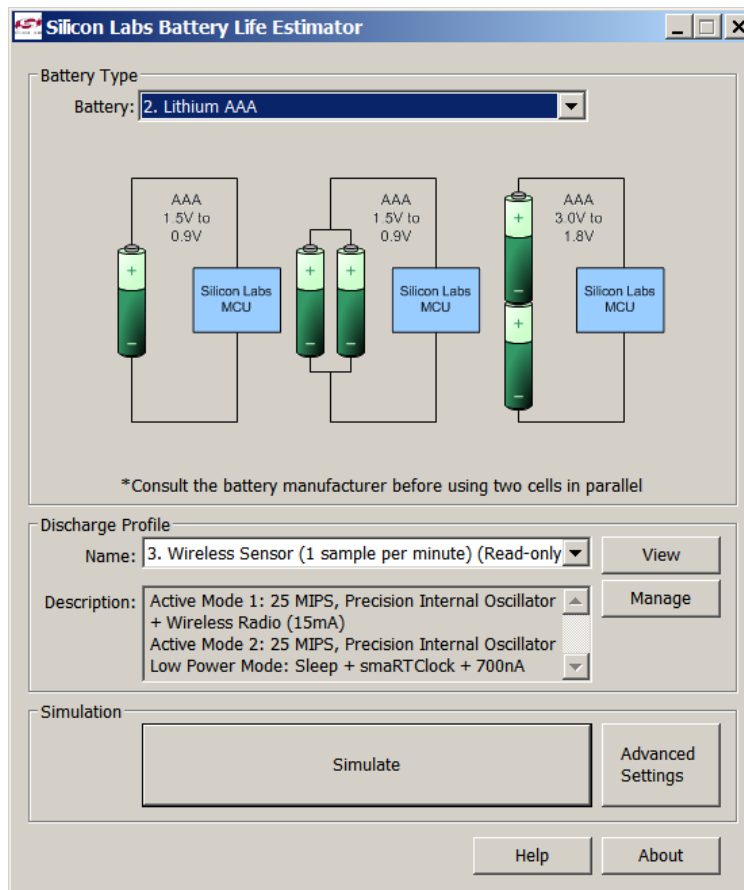 Silicon Labs Battery Life Estimator
Battery Type
Battery: 2. Lithium AAA
AAA
1.5V to
0.9V
+
Silicon Labs
MCU
−
AAA
1.5V to
0.9V
+ +
Silicon Labs
MCU
− −
AAA
3.0V to
1.8V
+
−
+
Silicon Labs
MCU
−
*Consult the battery manufacturer before using two cells in parallel
Discharge Profile
Name: 3. Wireless Sensor (1 sample per minute) (Read-only
View
Description: Active Mode 1: 25 MIPS, Precision Internal Oscillator
+ Wireless Radio (15mA)
Active Mode 2: 25 MIPS, Precision Internal Oscillator
Low Power Mode: Sleep + smaRTClock + 700nA
Manage
Simulation
Simulate
Advanced
Settings
Help
About